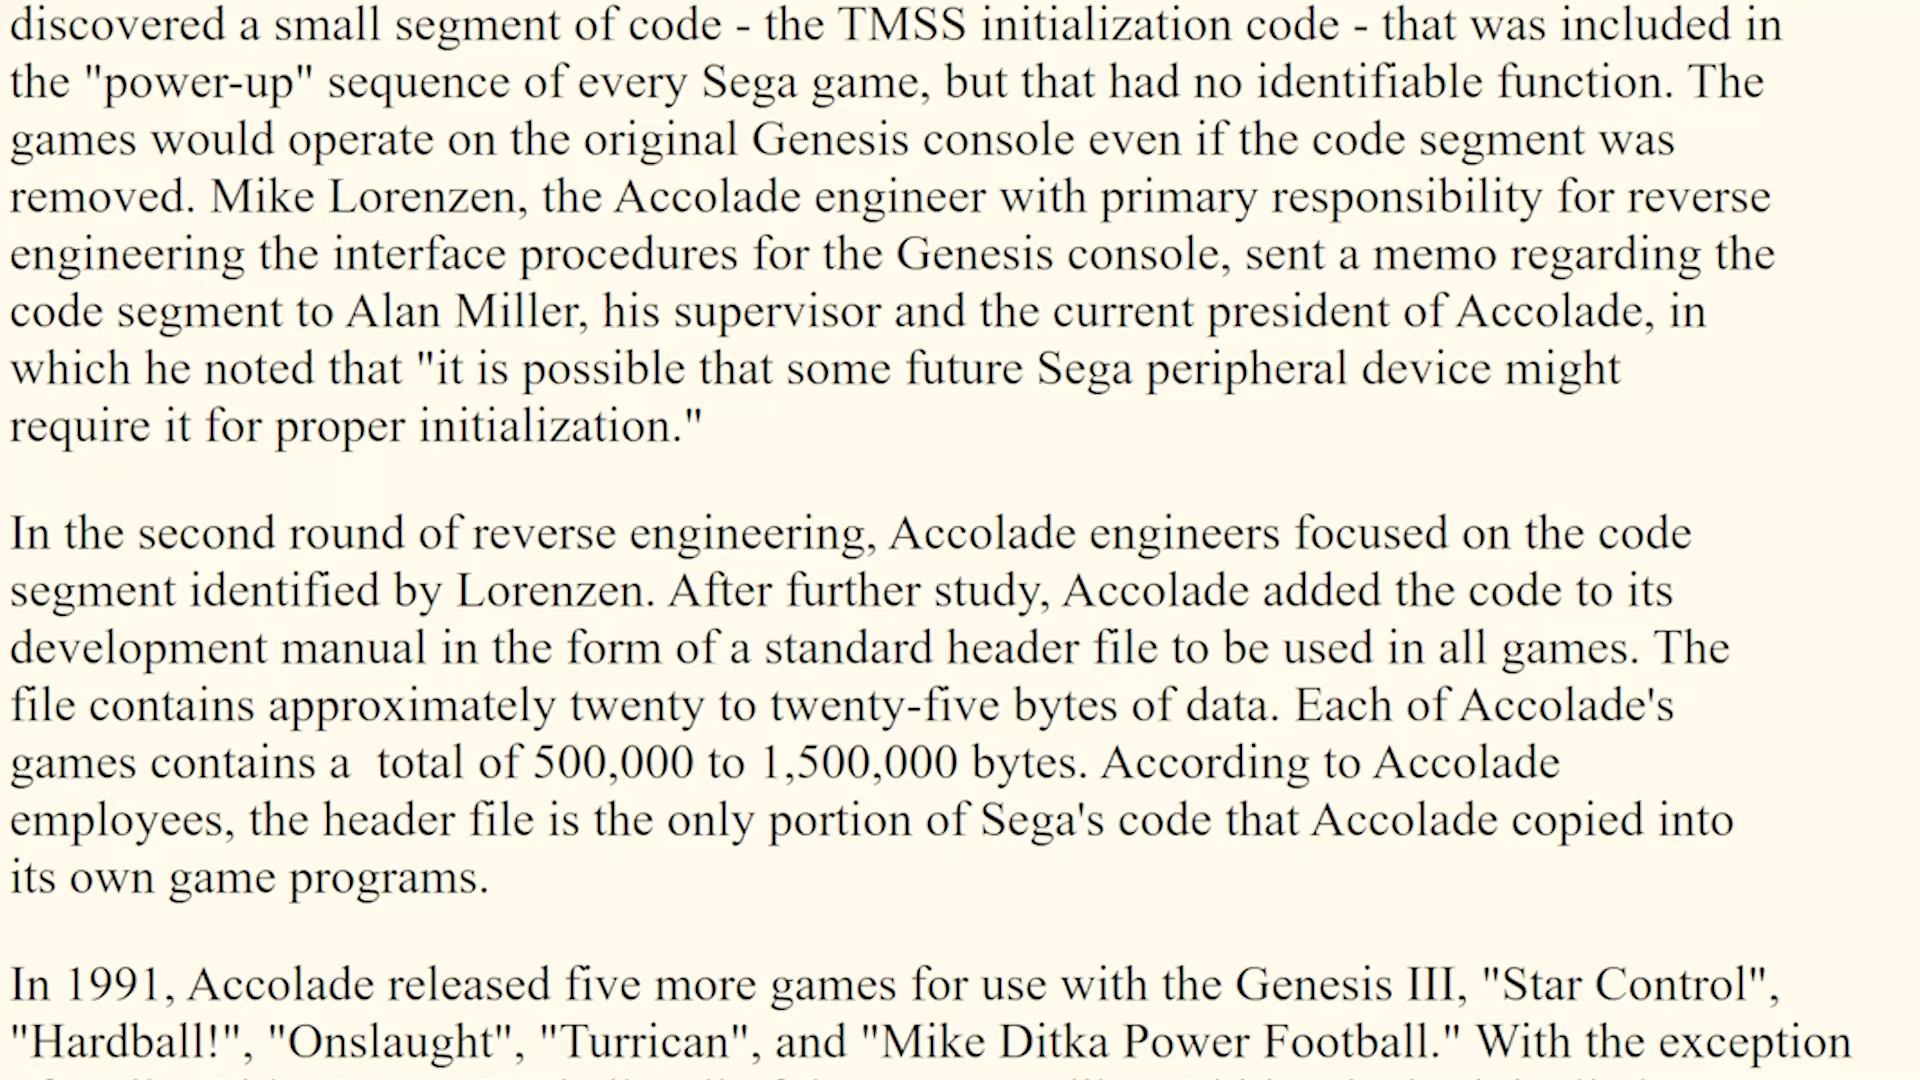 discovered a small segment of code - the TMSS initialization code - that was included in
the "power-up" sequence of every Sega game, but that had no identifiable function. The
games would operate on the original Genesis console even if the code segment was
removed. Mike Lorenzen, the Accolade engineer with primary responsibility for reverse
engineering the interface procedures for the Genesis console, sent a memo regarding the
code segment to Alan Miller, his supervisor and the current president of Accolade, in
which he noted that "it is possible that some future Sega peripheral device might
require it for proper initialization."
In the second round of reverse engineering, Accolade engineers focused on the code
segment identified by Lorenzen. After further study, Accolade added the code to its
development manual in the form of a standard header file to be used in all games. The
file contains approximately twenty to twenty-five bytes of data. Each of Accolade's
games contains a  total of 500,000 to 1,500,000 bytes. According to Accolade
employees, the header file is the only portion of Sega's code that Accolade copied into
its own game programs.
In 1991, Accolade released five more games for use with the Genesis III, "Star Control",
"Hardball!", "Onslaught", "Turrican", and "Mike Ditka Power Football." With the exception